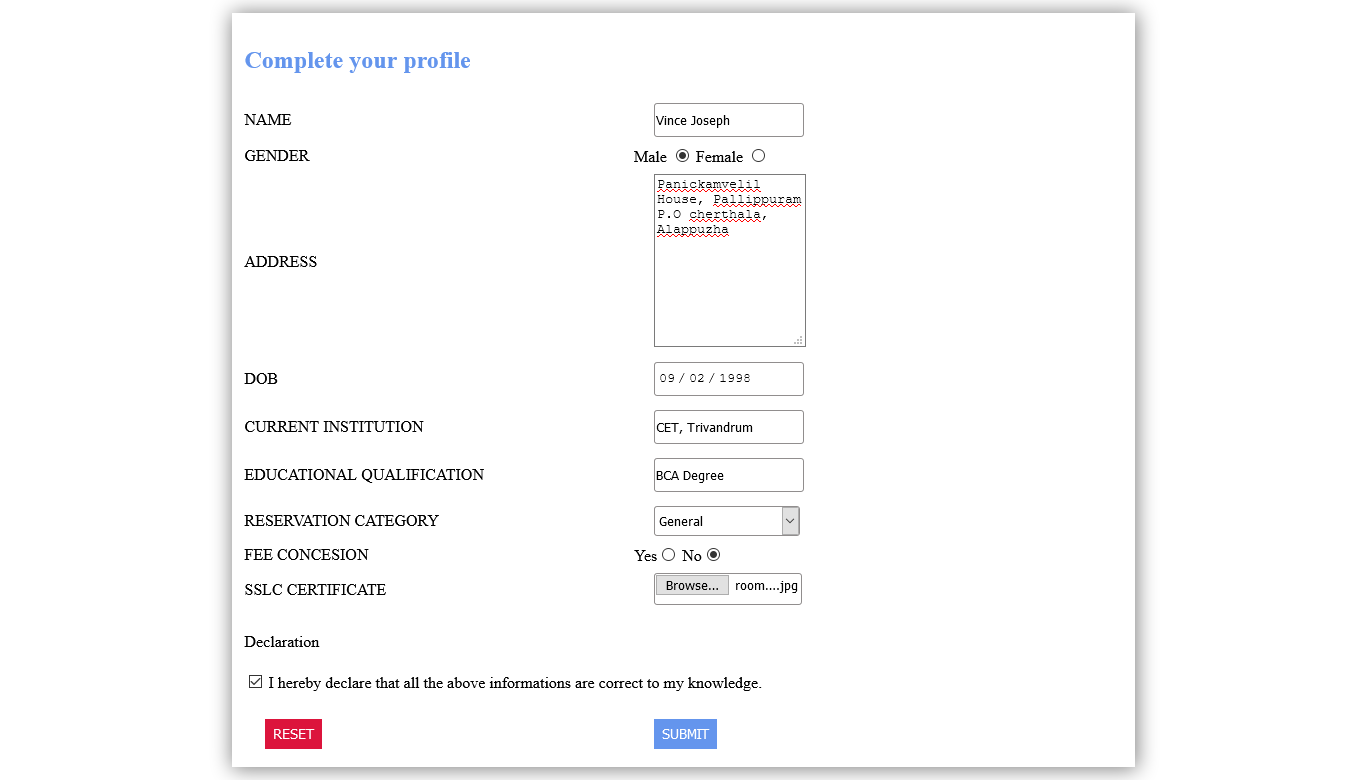 Complete your profile
NAME Vince Joseph
GENDER Male Female
ADDRESS Panickamvelil
House, Pallippuram
P.O cherthala,
Alappuzha
DOB 09 / 02 / 1998
CURRENT INSTITUTION CET, Trivandrum
EDUCATIONAL QUALIFICATION BCA Degree
RESERVATION CATEGORY General
FEE CONCESION Yes No
SSLC CERTIFICATE Browse... room....jpg
Declaration
I hereby declare that all the above informations are correct to my knowledge.
RESET SUBMIT